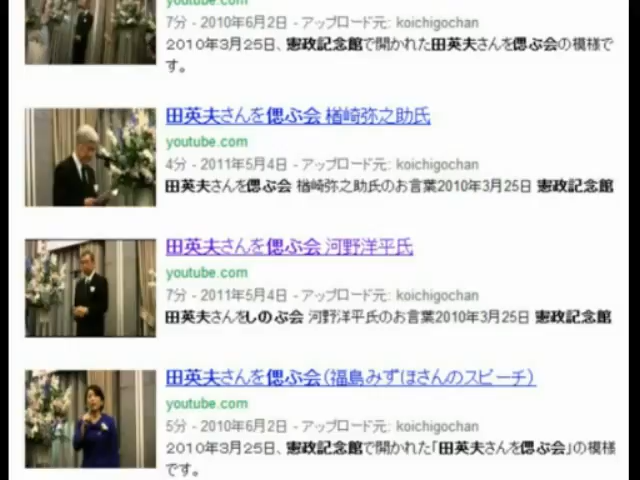 youtube.com
7分 - 2010年6月2日 - アップロード元: koichigochan
2010年3月25日、憲政記念館で開かれた田英夫さんを偲ぶ会の模様で
す。
田英夫さんを偲ぶ会 楢崎弥之助氏
youtube.com
4分 - 2011年5月4日 - アップロード元: koichigochan
田英夫さんを偲ぶ会 楢崎弥之助氏のお言葉2010年3月25日 憲政記念館
田英夫さんを偲ぶ会 河野洋平氏
youtube.com
7分 - 2011年5月4日 - アップロード元: koichigochan
田英夫さんをしのぶ会 河野洋平氏のお言葉2010年3月25日 憲政記念館
田英夫さんを偲ぶ会（福島みずほさんのスピーチ）
youtube.com
5分 - 2010年6月2日 - アップロード元: koichigochan
2010年3月25日、憲政記念館で開かれた「田英夫さんを偲ぶ会」の模様
です。